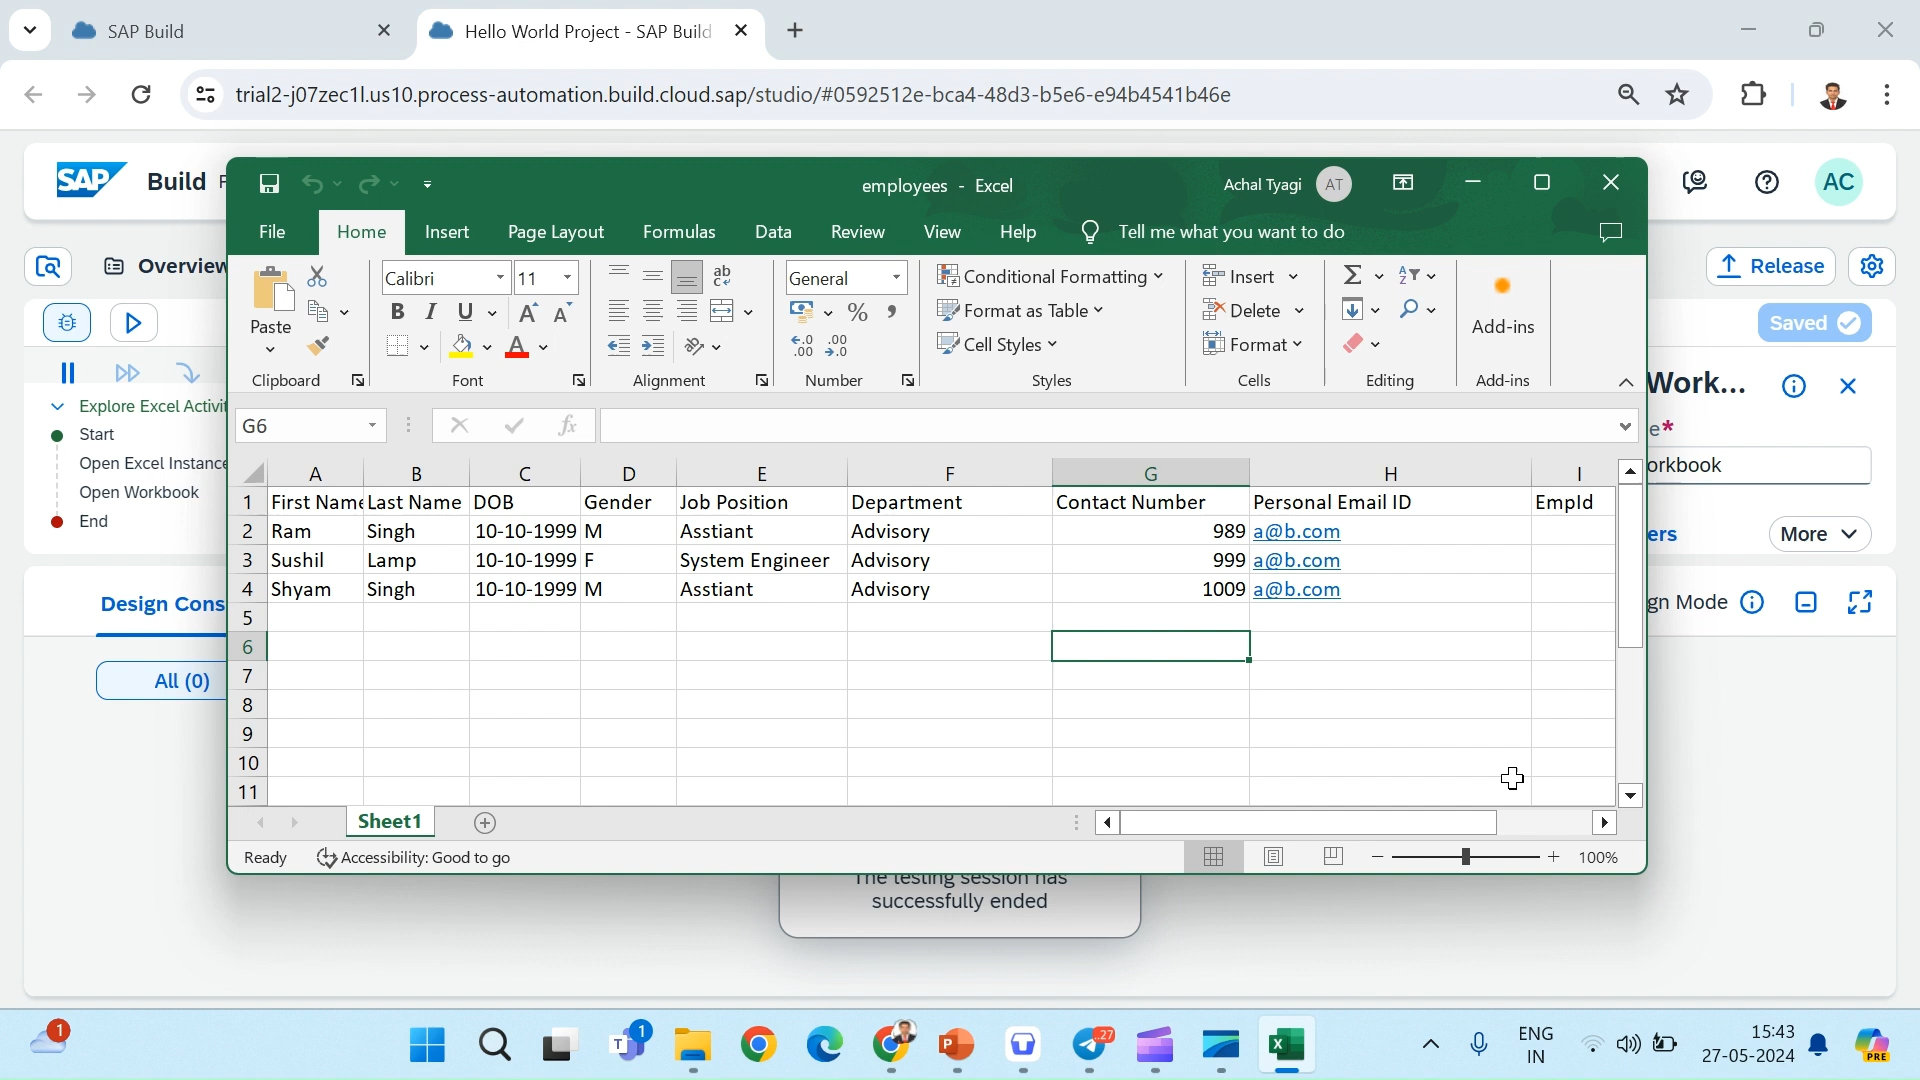 SAP Build
Hello World Project - SAP Build
trial2-j07zec1l.us10.process-automation.build.cloud.sap/studio/#0592512e-bca4-48d3-b5e6-e94b4541b46e
SAP Build
AC
employees - Excel
Achal Tyagi AT
File Home Insert Page Layout Formulas Data Review View Help Tell me what you want to do
Overview
Release
Saved
Paste
Calibri 11
General
Conditional Formatting
Format as Table
Cell Styles
Insert
Delete
Format
Add-ins
Clipboard Font Alignment Number Styles Cells Editing Add-ins
Explore Excel Activit
Start
Open Excel Instance
Open Workbook
End
Work...
e*
orkbook
ers
More
G6
A B C D E F G H I
1 First Name Last Name DOB Gender Job Position Department Contact Number Personal Email ID EmpId
2 Ram Singh 10-10-1999 M Asstiant Advisory 989 a@b.com
3 Sushil Lamp 10-10-1999 F System Engineer Advisory 999 a@b.com
4 Shyam Singh 10-10-1999 M Asstiant Advisory 1009 a@b.com
5
6
7
8
9
10
11
Design Cons
gn Mode
All (0)
Sheet1
Ready Accessibility: Good to go
100%
The testing session has
successfully ended
1
1
27
PRE
ENG
IN
15:43
27-05-2024